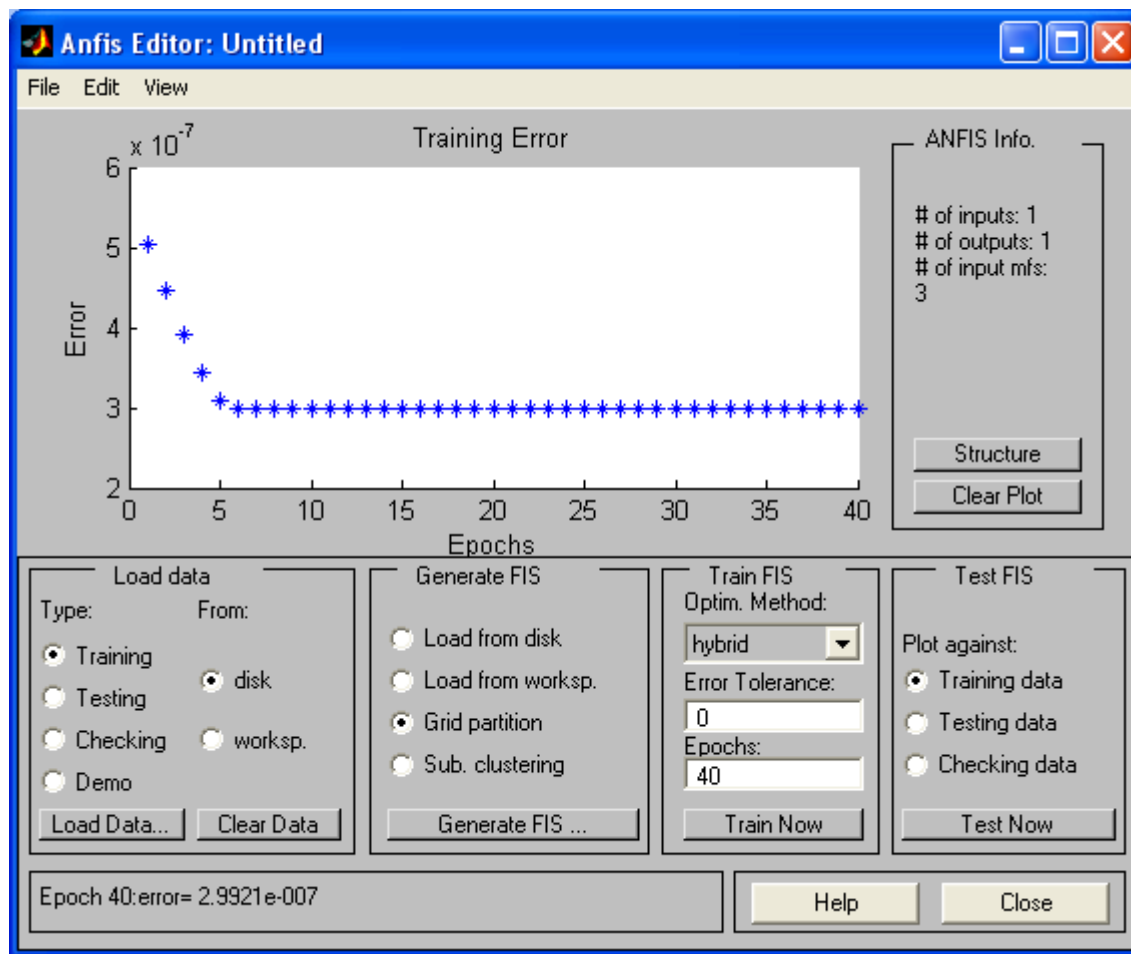 Anfis Editor: Untitled
File Edit View
x 10-7
Training Error
6
5
4
3
2
Error
0 5 10 15 20 25 30 35 40
Epochs
ANFIS Info.
# of inputs: 1
# of outputs: 1
# of input mfs:
3
Structure
Clear Plot
Load data
Type: From:
Training
Testing
Checking
Demo
disk
worksp.
Load Data... Clear Data
Generate FIS
Load from disk
Load from worksp.
Grid partition
Sub. clustering
Generate FIS ...
Train FIS
Optim. Method:
hybrid
Error Tolerance:
0
Epochs:
40
Train Now
Test FIS
Plot against:
Training data
Testing data
Checking data
Test Now
Epoch 40:error= 2.9921e-007
Help Close